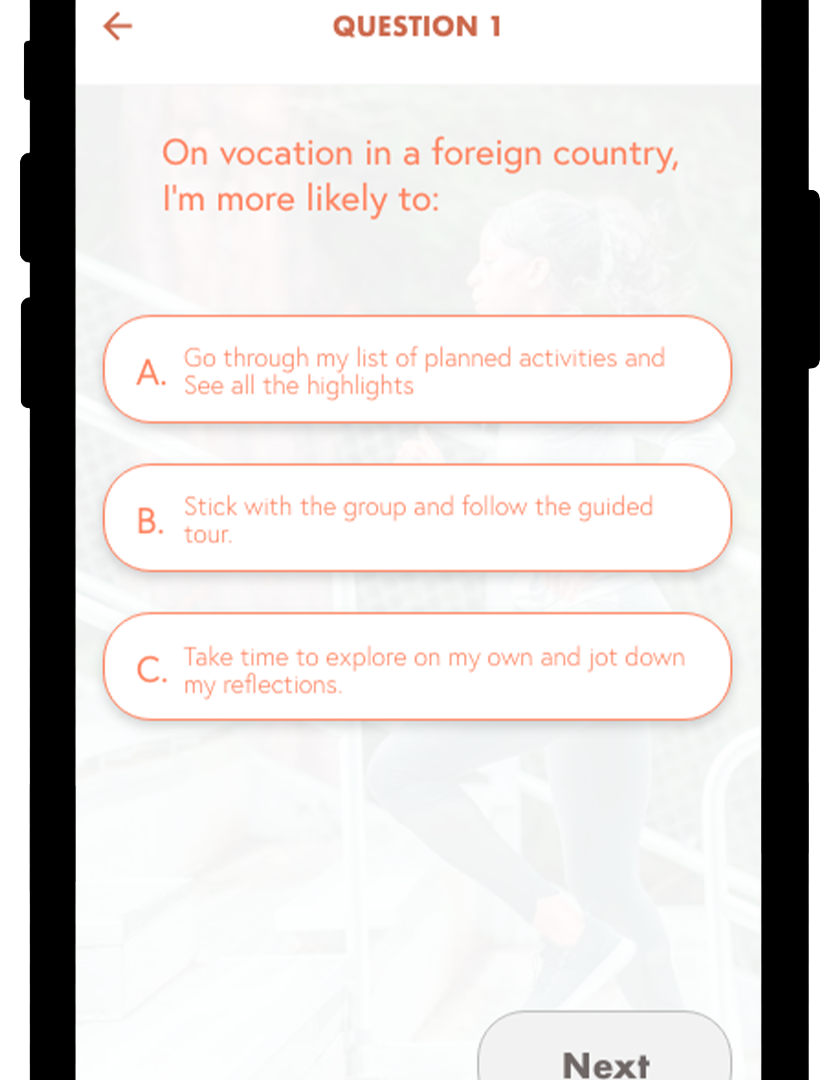 QUESTION 1
On vocation in a foreign country,
I'm more likely to:
A.
Go through my list of planned activities and
See all the highlights
B.
Stick with the group and follow the guided
tour.
C.
Take time to explore on my own and jot down
my reflections.
Next